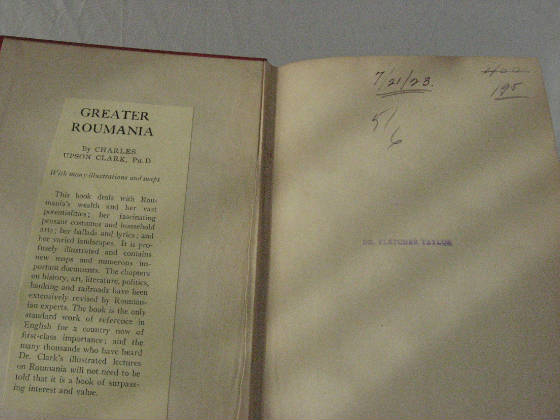 GREATER
ROUMANIA
By CHARLES
UPSON CLARK, Ph.D
With many illustrations and maps
This book deals with Rou-
mania's wealth and her vast
potentialities; her fascinating
peasant costumes and household
arts; her ballads and lyrics; and
her varied landscapes. It is pro-
fusely illustrated and contains
new maps and numerous im-
portant documents. The chapters
on history, art, literature, politics,
banking and railroads have been
extensively revised by Rouman-
ian experts. The book is the only
standard work of reference in
English for a country now of
first-class importance; and the
many thousands who have heard
Dr. Clark's illustrated lectures
on Roumania will not need to be
told that it is a book of surpass-
ing interest and value.
7/21/23.
400
195
5/
6
DR. FLETCHER TAYLOR